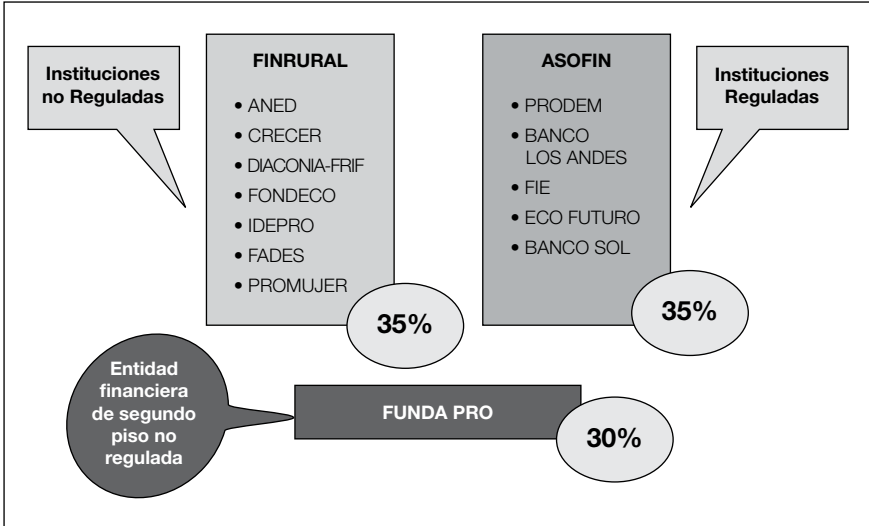 Instituciones
no Reguladas
FINRURAL
• ANED
• CRECER
• DIACONIA-FRIF
• FONDECO
• IDEPRO
• FADES
• PROMUJER
35%
ASOFIN
• PRODEM
• BANCO
LOS ANDES
• FIE
• ECO FUTURO
• BANCO SOL
35%
Instituciones
Reguladas
Entidad
financiera
de segundo
piso no
regulada
FUNDA PRO
30%